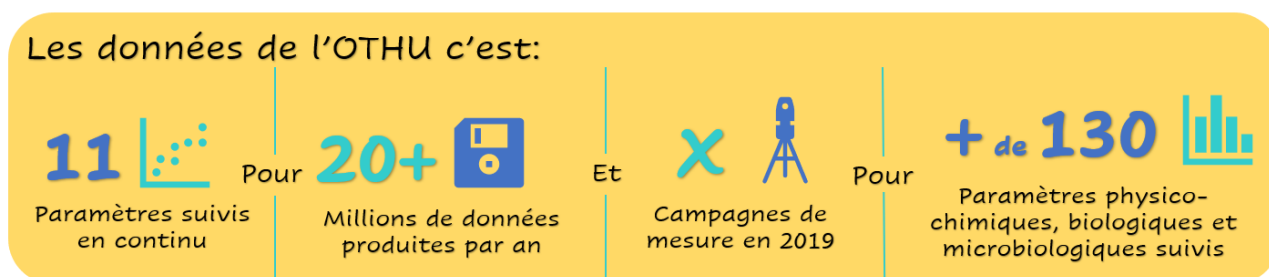 Les données de l'OTHU c'est:
11
Paramètres suivis
en continu
Pour
20+
Millions de données
produites par an
Et
X
Campagnes de
mesure en 2019
Pour
+ de 130
Paramètres physico-
chimiques, biologiques et
microbiologiques suivis